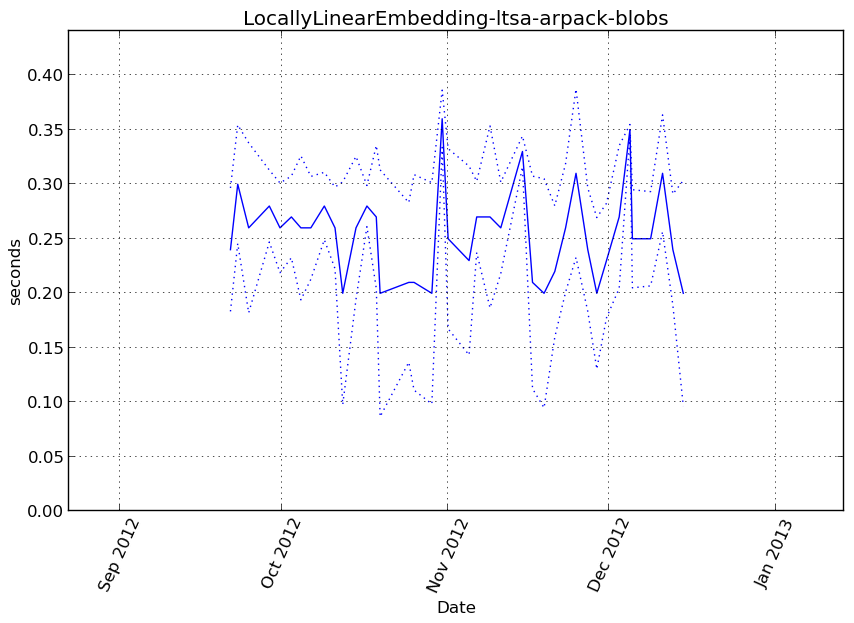 LocallyLinearEmbedding-ltsa-arpack-blobs
0.40
0.35
0.30
0.25
0.20
0.15
0.10
0.05
0.00
seconds
Sep 2012
Oct 2012
Nov 2012
Dec 2012
Jan 2013
Date